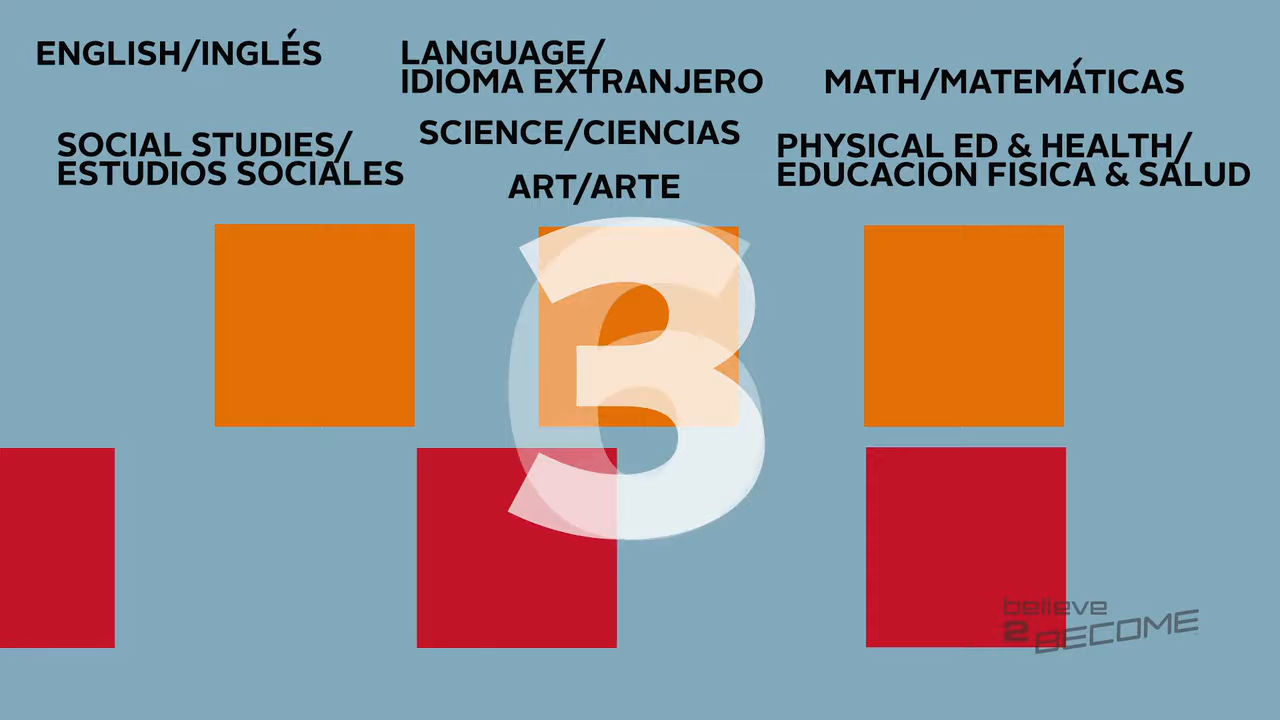 ENGLISH/INGLÉS
LANGUAGE/
IDIOMA EXTRANJERO
MATH/MATEMÁTICAS
SOCIAL STUDIES/
ESTUDIOS SOCIALES
SCIENCE/CIENCIAS
PHYSICAL ED & HEALTH/
EDUCACION FISICA & SALUD
ART/ARTE
3
believe
2 BECOME